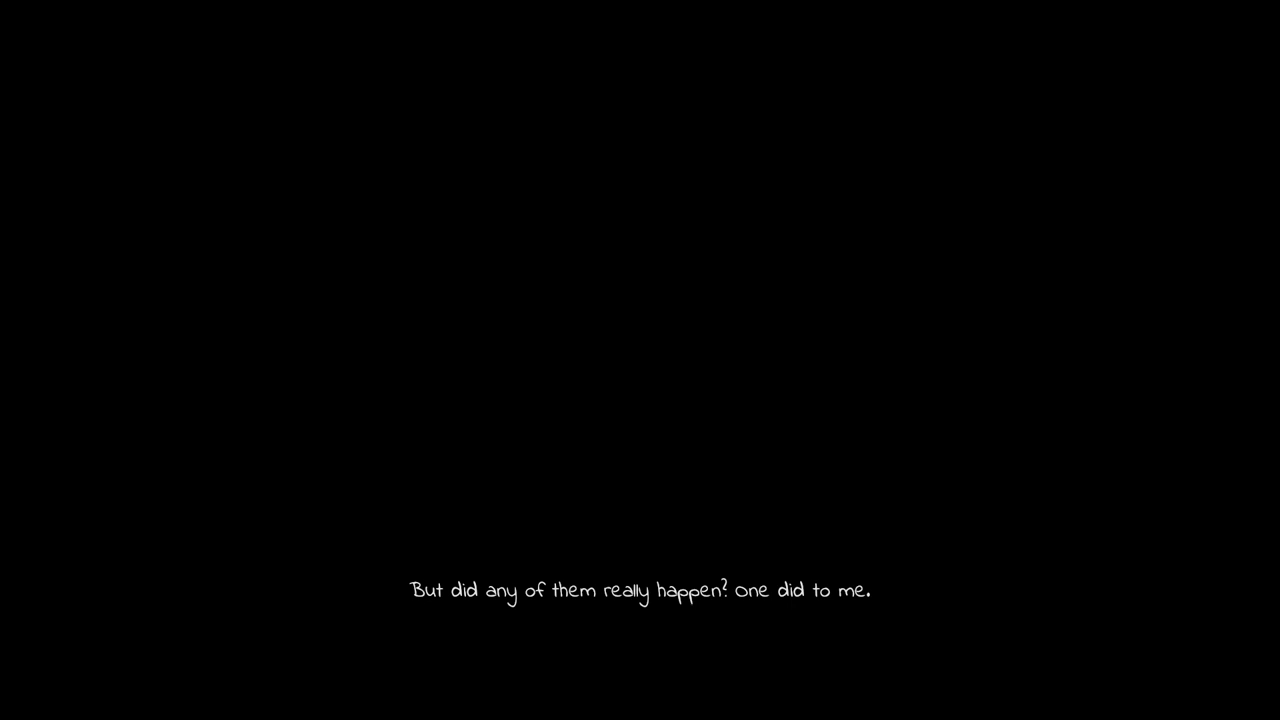 But did any of them really happen? One did to me.